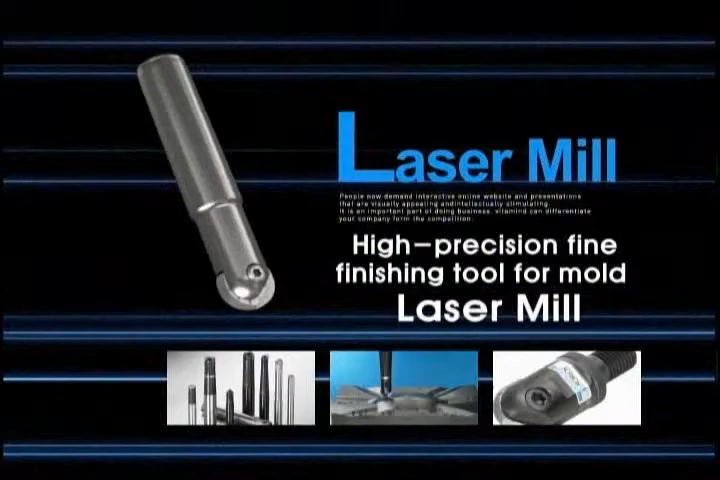 Laser Mill
People now demand interactive online website and presentations
that are visually appealing andintellectually stimulating.
It is an important part of doing business. vitamind can differentiate
your company form the competition.
High-precision fine
finishing tool for mold
Laser Mill